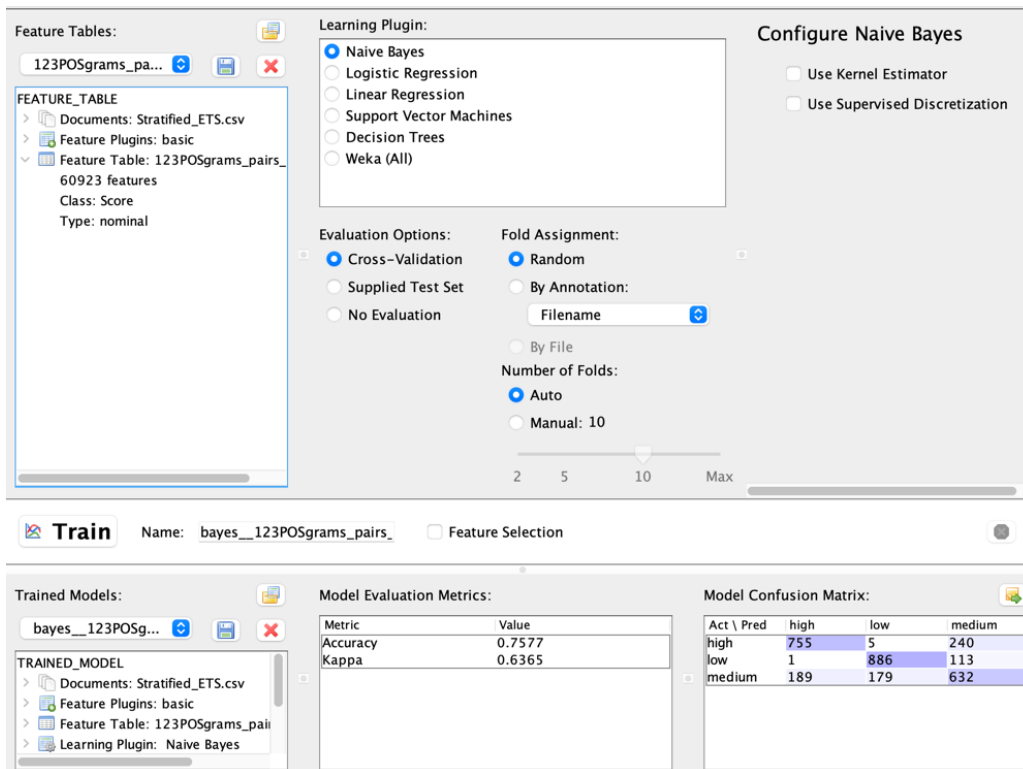 Feature Tables:
123POSgrams_pa...
FEATURE_TABLE
Documents: Stratified_ETS.csv
Feature Plugins: basic
Feature Table: 123POSgrams_pairs_
60923 features
Class: Score
Type: nominal
Learning Plugin:
Naive Bayes
Logistic Regression
Linear Regression
Support Vector Machines
Decision Trees
Weka (All)
Evaluation Options:
Cross-Validation
Supplied Test Set
No Evaluation
Fold Assignment:
Random
By Annotation:
Filename
By File
Number of Folds:
Auto
Manual: 10
2 5 10 Max
Configure Naive Bayes
Use Kernel Estimator
Use Supervised Discretization
Train Name: bayes__123POSgrams_pairs_ Feature Selection
Trained Models:
bayes__123POSg...
TRAINED_MODEL
Documents: Stratified_ETS.csv
Feature Plugins: basic
Feature Table: 123POSgrams_pai
Learning Plugin: Naive Bayes
Model Evaluation Metrics:
Metric Value
Accuracy 0.7577
Kappa 0.6365
Model Confusion Matrix:
Act \ Pred high low medium
high 755 5 240
low 1 886 113
medium 189 179 632